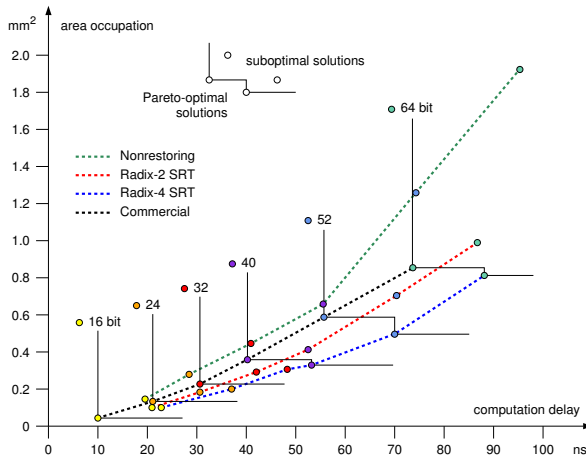 mm²
area occupation
2.0
suboptimal solutions
1.8
Pareto-optimal
solutions
1.6
64 bit
1.4
Nonrestoring
Radix-2 SRT
1.2
Radix-4 SRT
Commercial
52
1.0
40
0.8
32
24
0.6
16 bit
0.4
0.2
computation delay
0
0 10 20 30 40 50 60 70 80 90 100 ns